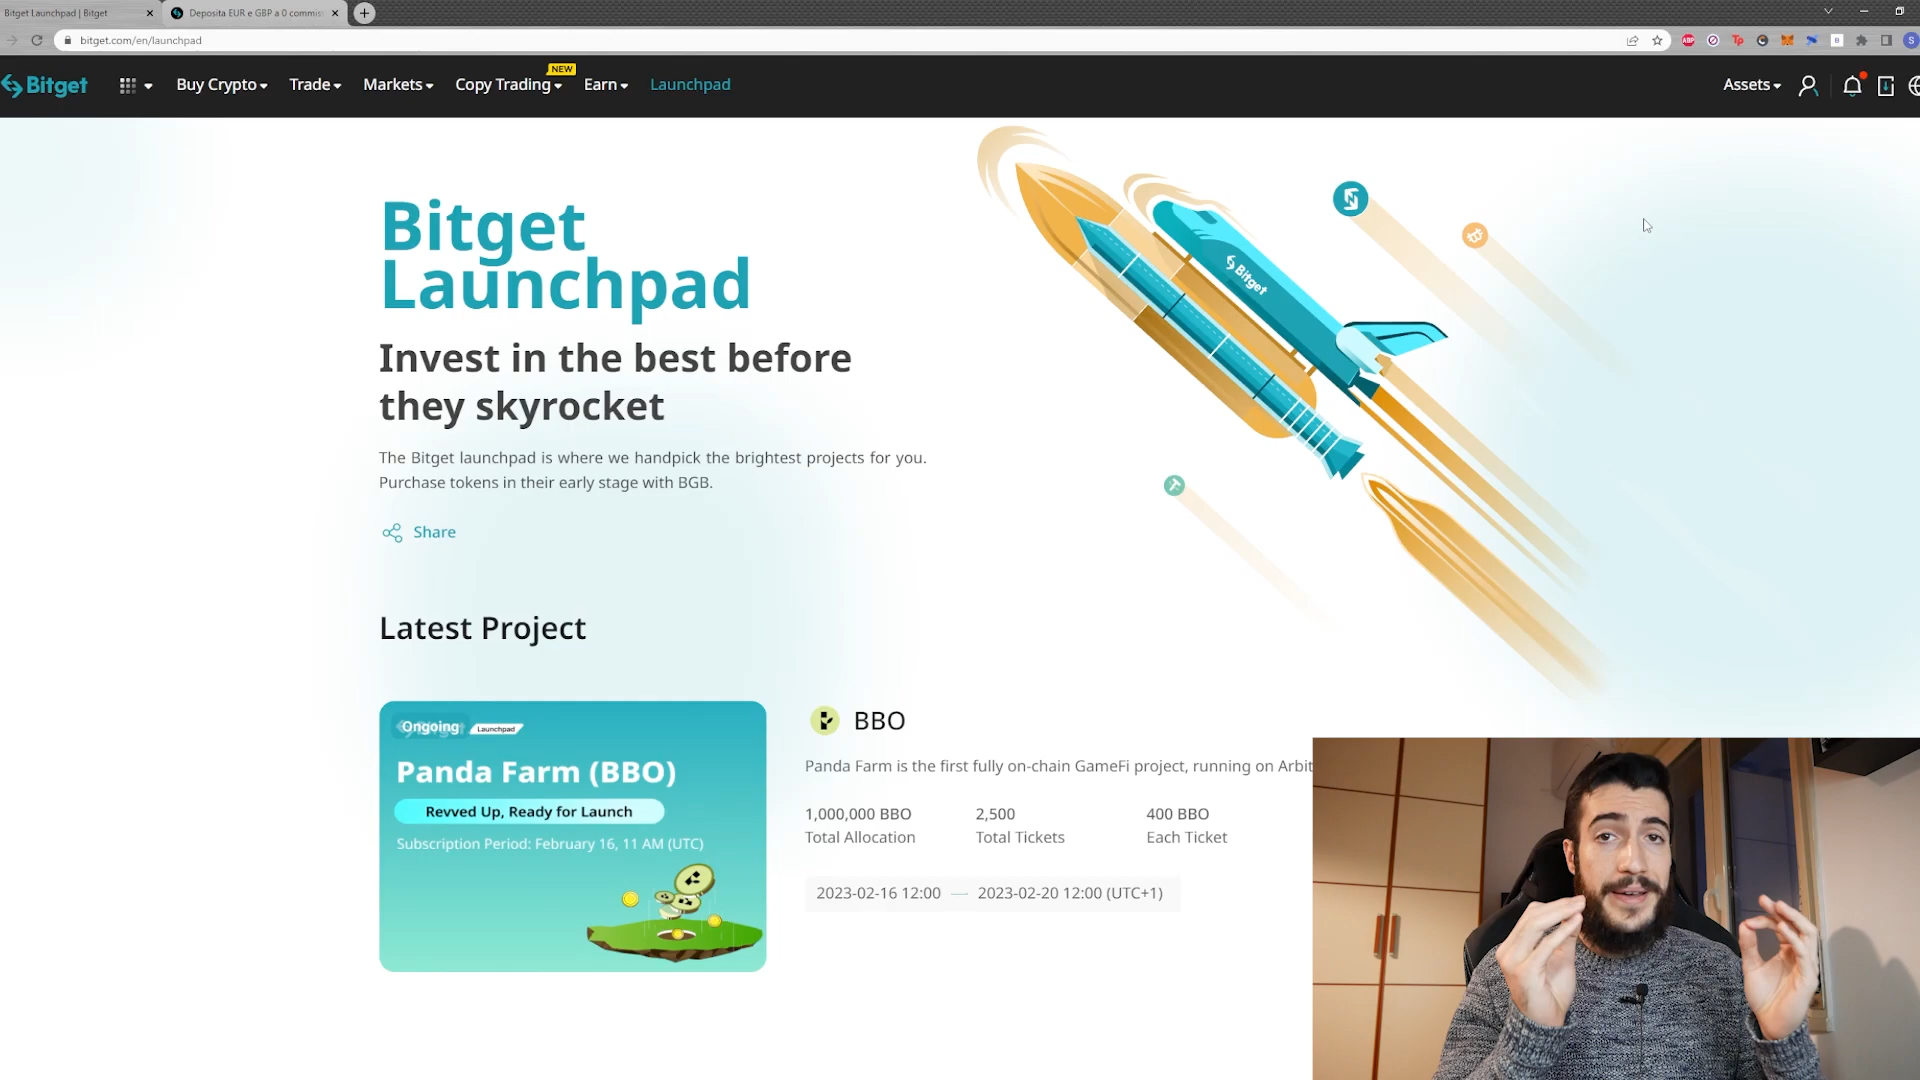 Bitget Launchpad | Bitget
Deposita EUR e GBP a 0 commis
bitget.com/en/launchpad
Bitget
Buy Crypto
Trade
Markets
Copy Trading
NEW
Earn
Launchpad
Assets
Bitget
Launchpad
Invest in the best before
they skyrocket
The Bitget launchpad is where we handpick the brightest projects for you.
Purchase tokens in their early stage with BGB.
Share
Bitget
Latest Project
Ongoing
Launchpad
Panda Farm (BBO)
Revved Up, Ready for Launch
Subscription Period: February 16, 11 AM (UTC)
BBO
Panda Farm is the first fully on-chain GameFi project, running on Arbit
1,000,000 BBO
Total Allocation
2,500
Total Tickets
400 BBO
Each Ticket
2023-02-16 12:00 — 2023-02-20 12:00 (UTC+1)